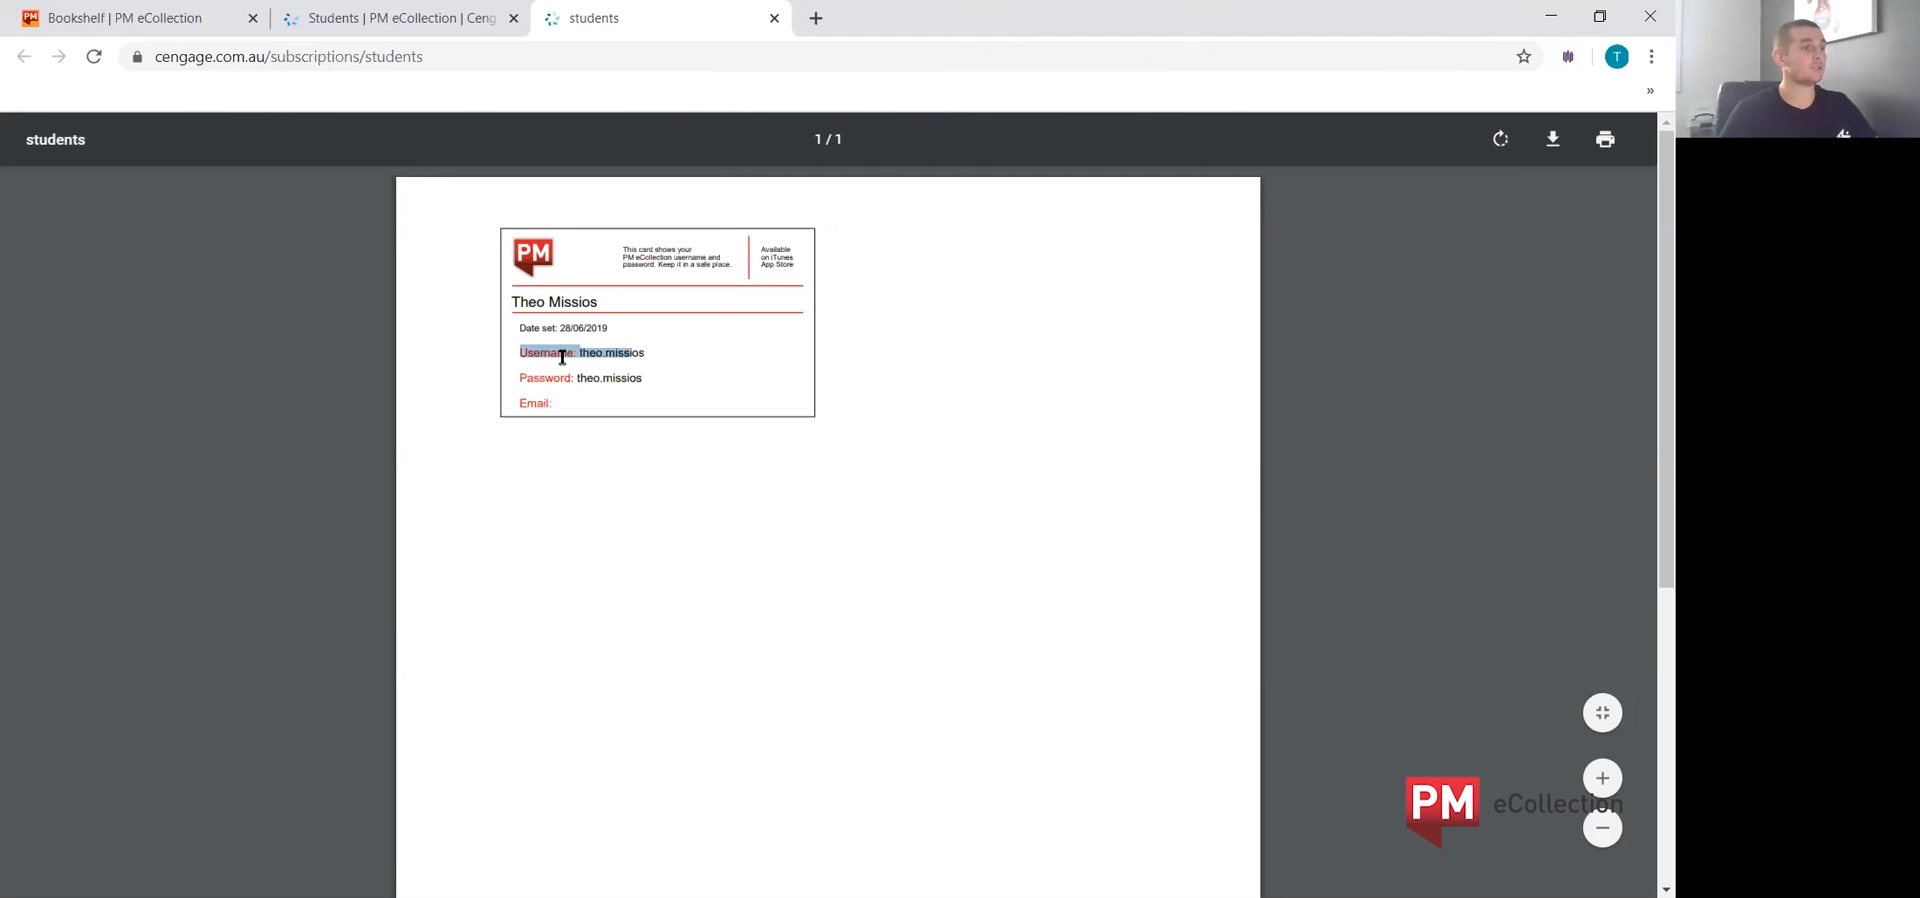 Bookshelf | PM eCollection
Students | PM eCollection | Ceng
students
cengage.com.au/subscriptions/students
T
»
students
1 / 1
PM
This card shows your
PM eCollection username and
password. Keep it in a safe place.
Available
on iTunes
App Store
Theo Missios
Date set: 28/06/2019
Username: theo.missios
Password: theo.missios
Email:
PM eCollection